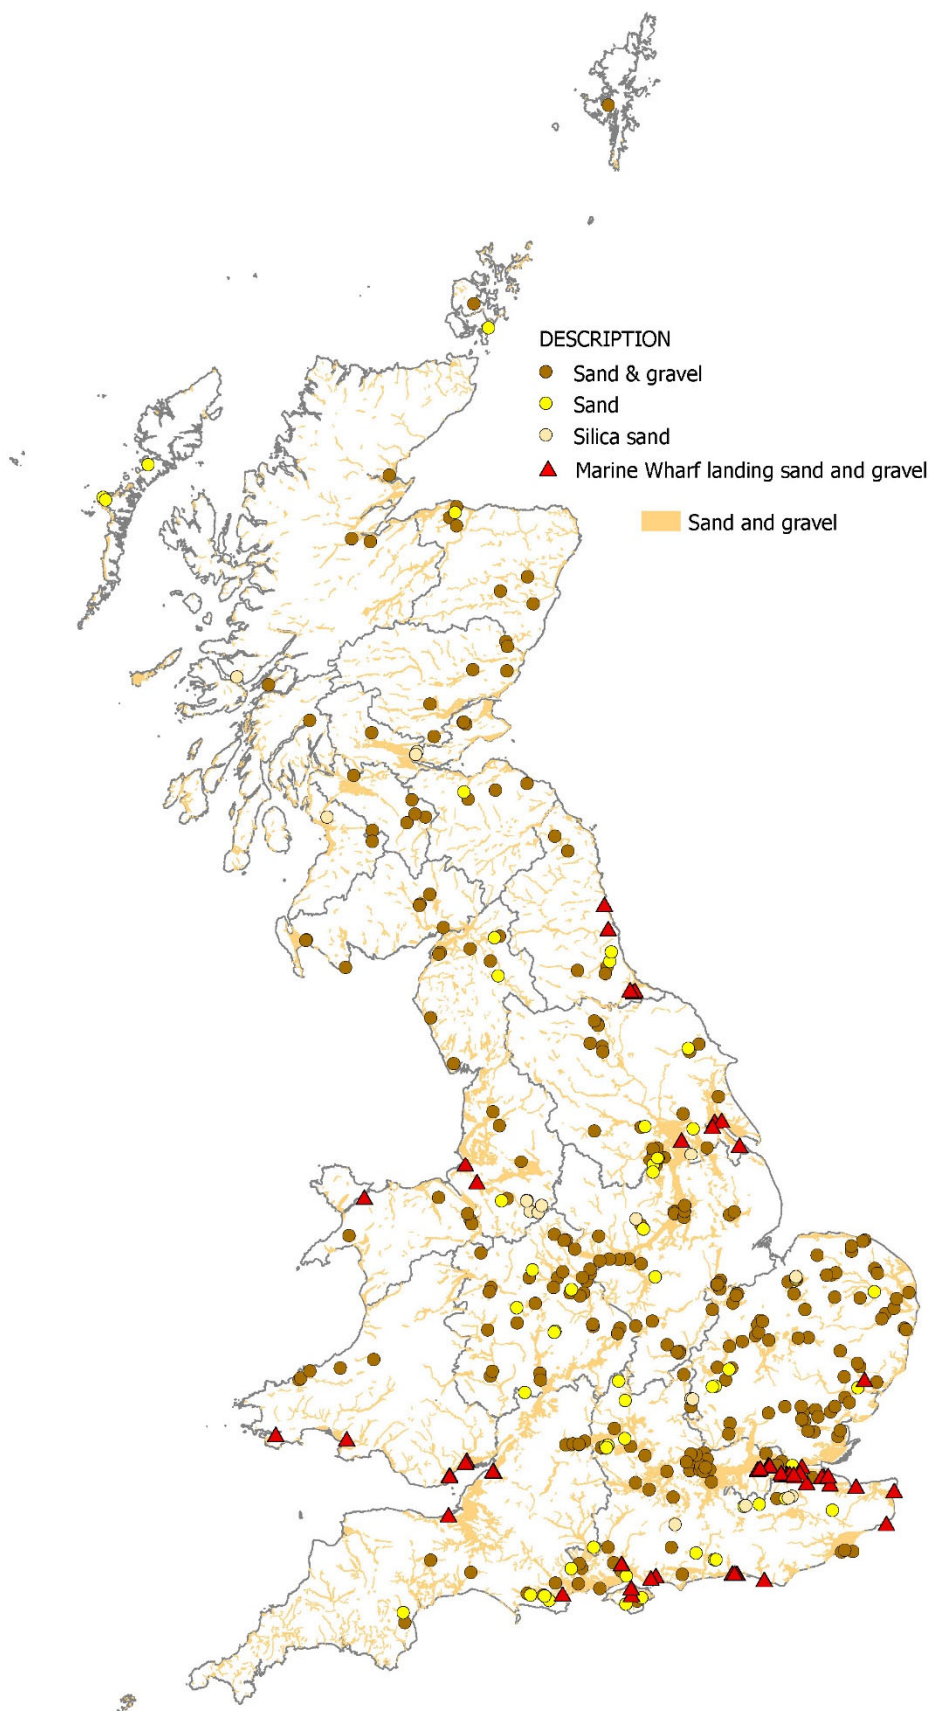 DESCRIPTION
Sand & gravel
Sand
Silica sand
Marine Wharf landing sand and gravel
Sand and gravel